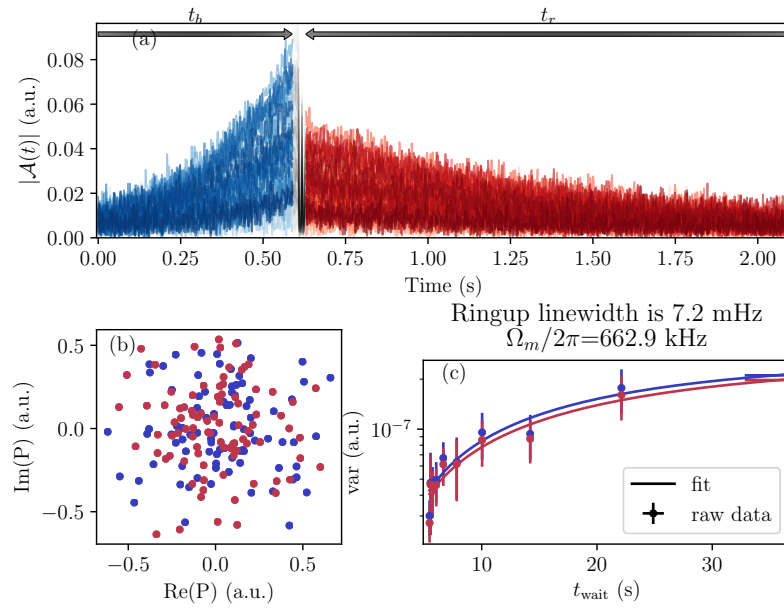 t_b
t_r
(a)
0.08
0.06
0.04
0.02
0.00
|𝒜(t)| (a.u.)
0.00 0.25 0.50 0.75 1.00 1.25 1.50 1.75 2.00
Time (s)
Ringup linewidth is 7.2 mHz
Ω_m/2π=662.9 kHz
(b)
0.5
0.0
−0.5
Im(P) (a.u.)
−0.5 0.0 0.5
Re(P) (a.u.)
(c)
10⁻⁷
var (a.u.)
fit
raw data
10 20 30
t_wait (s)